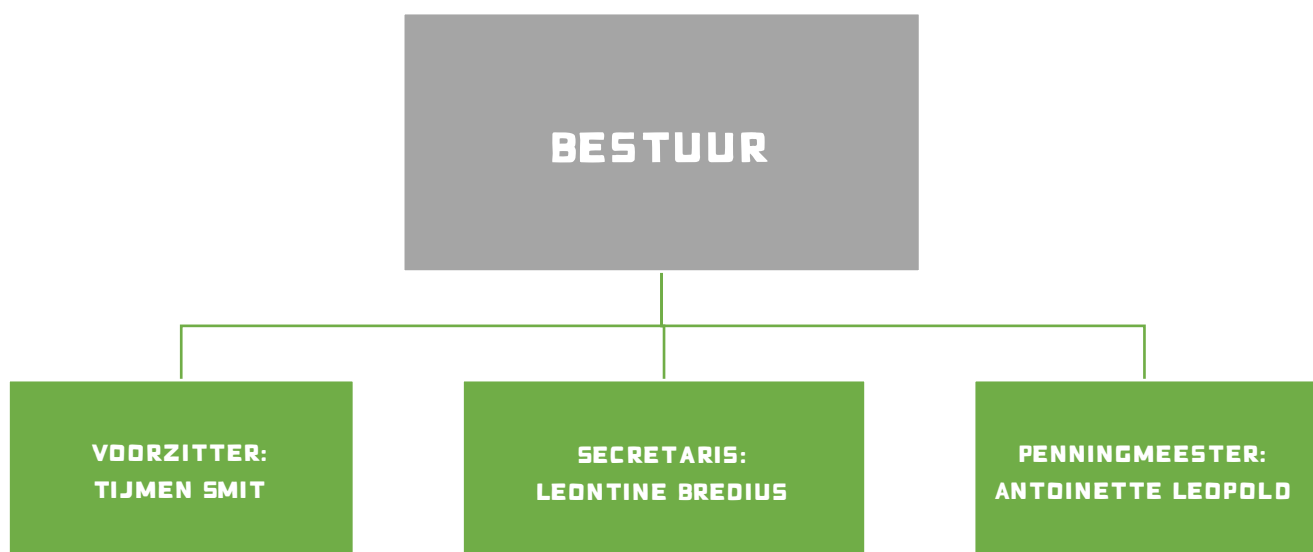 BESTUUR
VOORZITTER:
TIJMEN SMIT
SECRETARIS:
LEONTINE BREDIUS
PENNINGMEESTER:
ANTOINETTE LEOPOLD